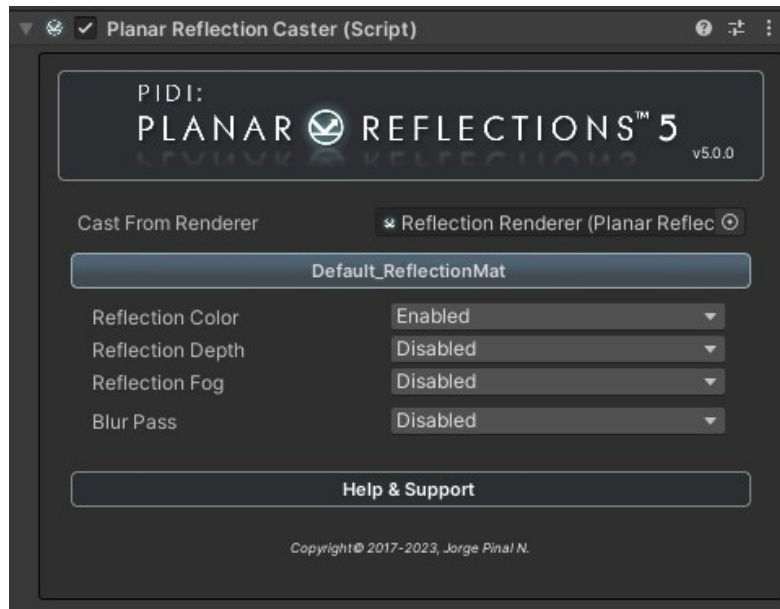 Planar Reflection Caster (Script)
PIDI:
PLANAR REFLECTIONS™ 5
v5.0.0
Cast From Renderer Reflection Renderer (Planar Reflec
Default_ReflectionMat
Reflection Color Enabled
Reflection Depth Disabled
Reflection Fog Disabled
Blur Pass Disabled
Help & Support
Copyright© 2017-2023, Jorge Pinal N.